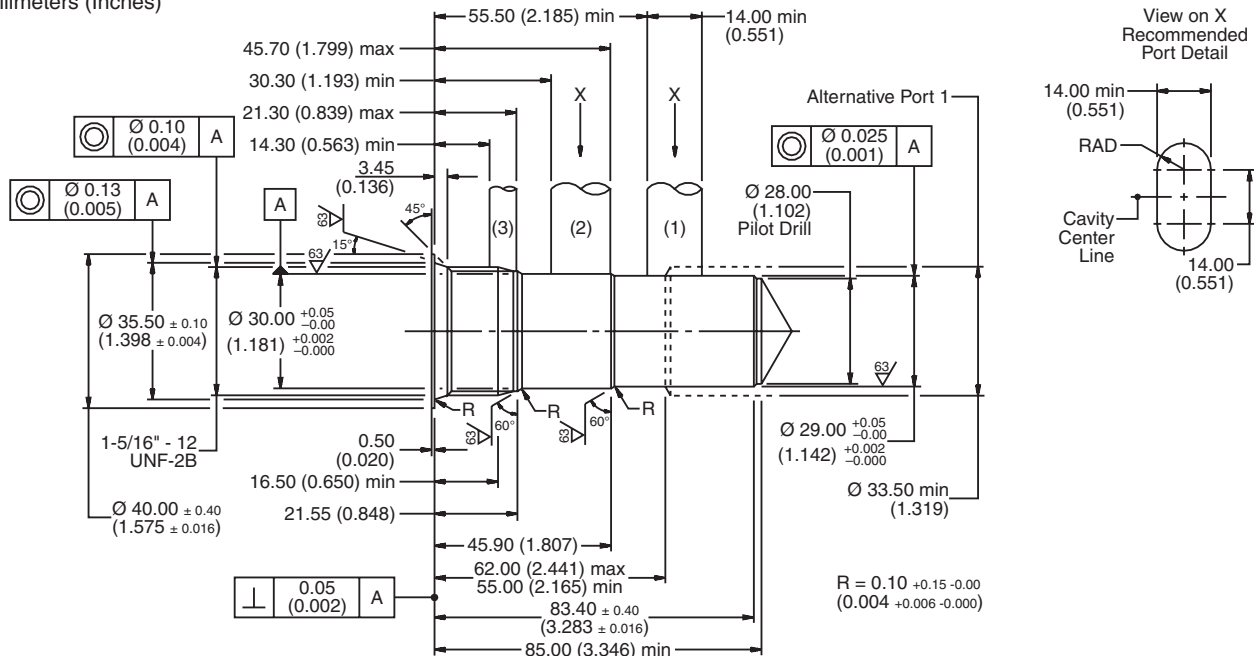 llimeters (Inches)
55.50 (2.185) min
14.00 min
(0.551)
View on X
Recommended
Port Detail
45.70 (1.799) max
30.30 (1.193) min
X
X
Alternative Port 1
14.00 min
(0.551)
21.30 (0.839) max
Ø 0.10
(0.004)
A
14.30 (0.563) min
Ø 0.025
(0.001)
A
RAD
3.45
(0.136)
Ø 0.13
(0.005)
A
A
63
45°
15°
63
(3)
(2)
(1)
Ø 28.00
(1.102)
Pilot Drill
Cavity
Center
Line
14.00
(0.551)
Ø 35.50 ± 0.10
(1.398 ± 0.004)
Ø 30.00 +0.05 -0.00
(1.181) +0.002 -0.000
63
R
R
R
63
60°
63
60°
Ø 29.00 +0.05 -0.00
(1.142) +0.002 -0.000
1-5/16" - 12
UNF-2B
0.50
(0.020)
16.50 (0.650) min
Ø 33.50 min
(1.319)
Ø 40.00 ± 0.40
(1.575 ± 0.016)
21.55 (0.848)
45.90 (1.807)
62.00 (2.441) max
55.00 (2.165) min
0.05
(0.002)
A
83.40 ± 0.40
(3.283 ± 0.016)
R = 0.10 +0.15 -0.00
(0.004 +0.006 -0.000)
85.00 (3.346) min